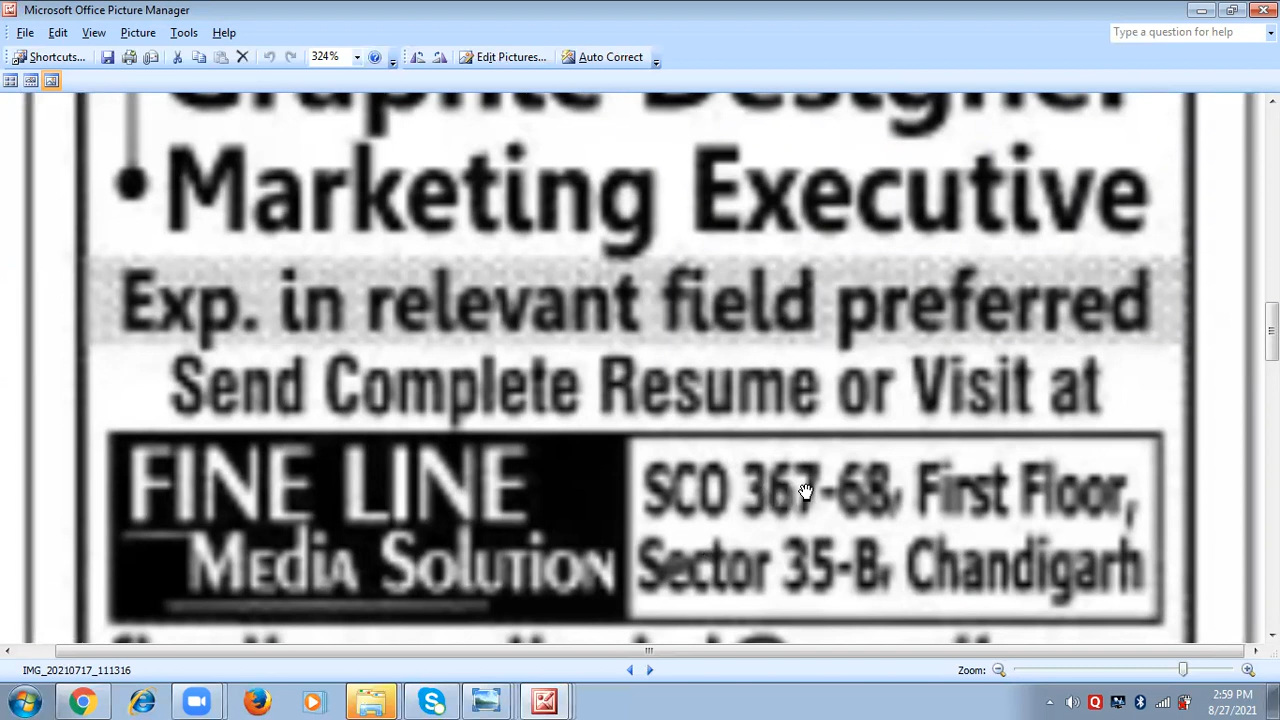 Microsoft Office Picture Manager
File Edit View Picture Tools Help
Type a question for help
Shortcuts...
324%
Edit Pictures...
Auto Correct
Graphic Designer
• Marketing Executive
Exp. in relevant field preferred
Send Complete Resume or Visit at
FINE LINE
MEDIA SOLUTION
SCO 367-68, First Floor,
Sector 35-B, Chandigarh
IMG_20210717_111316
Zoom:
2:59 PM
8/27/2021